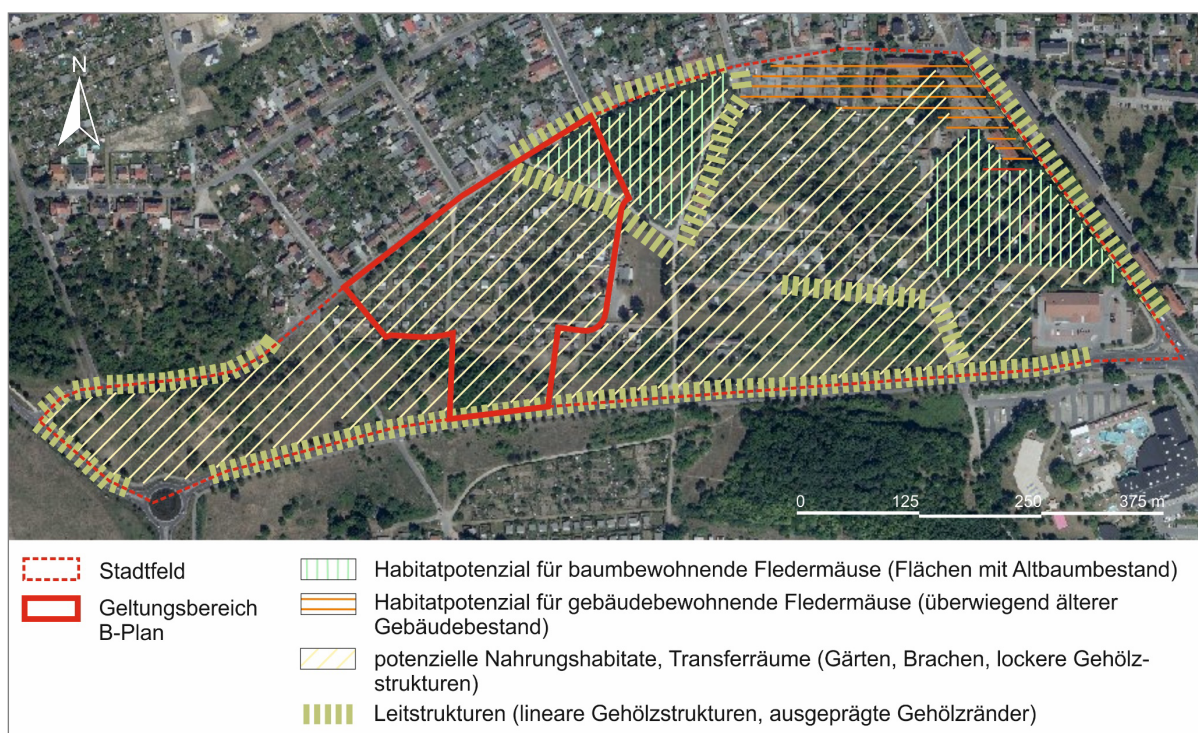 N
0 125 250 375 m
Stadtfeld
Geltungsbereich
B-Plan
Habitatpotenzial für baumbewohnende Fledermäuse (Flächen mit Altbaumbestand)
Habitatpotenzial für gebäudebewohnende Fledermäuse (überwiegend älterer
Gebäudebestand)
potenzielle Nahrungshabitate, Transferräume (Gärten, Brachen, lockere Gehölz-
strukturen)
Leitstrukturen (lineare Gehölzstrukturen, ausgeprägte Gehölzränder)